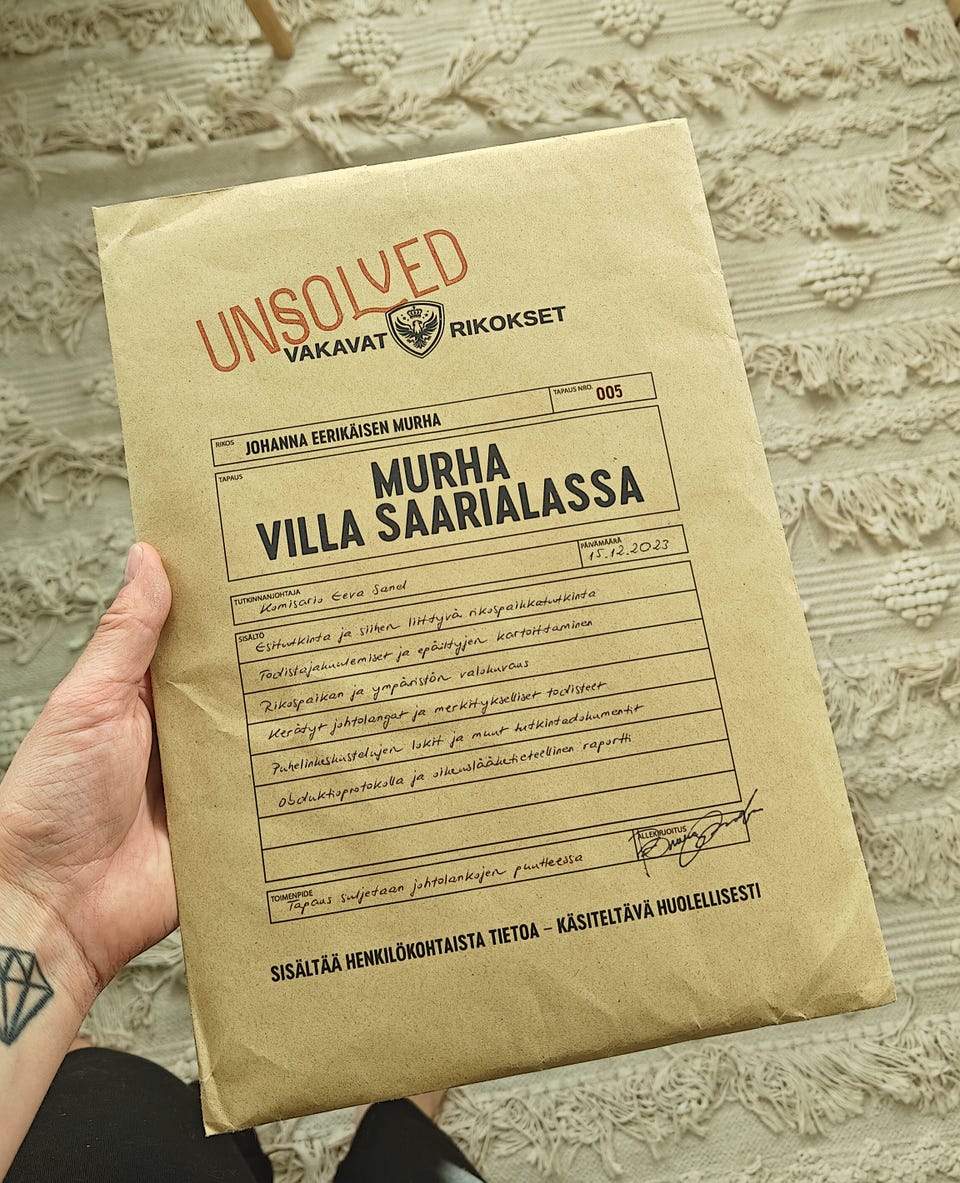 UNSOLVED
VAKAVAT RIKOKSET
RIKOS JOHANNA EERIKÄISEN MURHA TAPAUS NRO. 005
TAPAUS
MURHA
VILLA SAARIALASSA
TUTKINNANJOHTAJA Komisario Eeva Sand PÄIVÄMÄÄRÄ 15.12.2023
SISÄLTÖ
Esitutkinta ja siihen liittyvä rikospaikkatutkinta
Todistajakuulemiset ja epäiltyjen kartoittaminen
Rikospaikan ja ympäristön valokuvaus
Kerätyt johtolangat ja merkitykselliset todisteet
Puhelinkeskustelujen lokit ja muut tutkintadokumentit
Obduktioprotokolla ja oikeuslääketieteellinen raportti
TOIMENPIDE Tapaus suljetaan johtolankojen puutteessa ALLEKIRJOITUS
SISÄLTÄÄ HENKILÖKOHTAISTA TIETOA – KÄSITELTÄVÄ HUOLELLISESTI